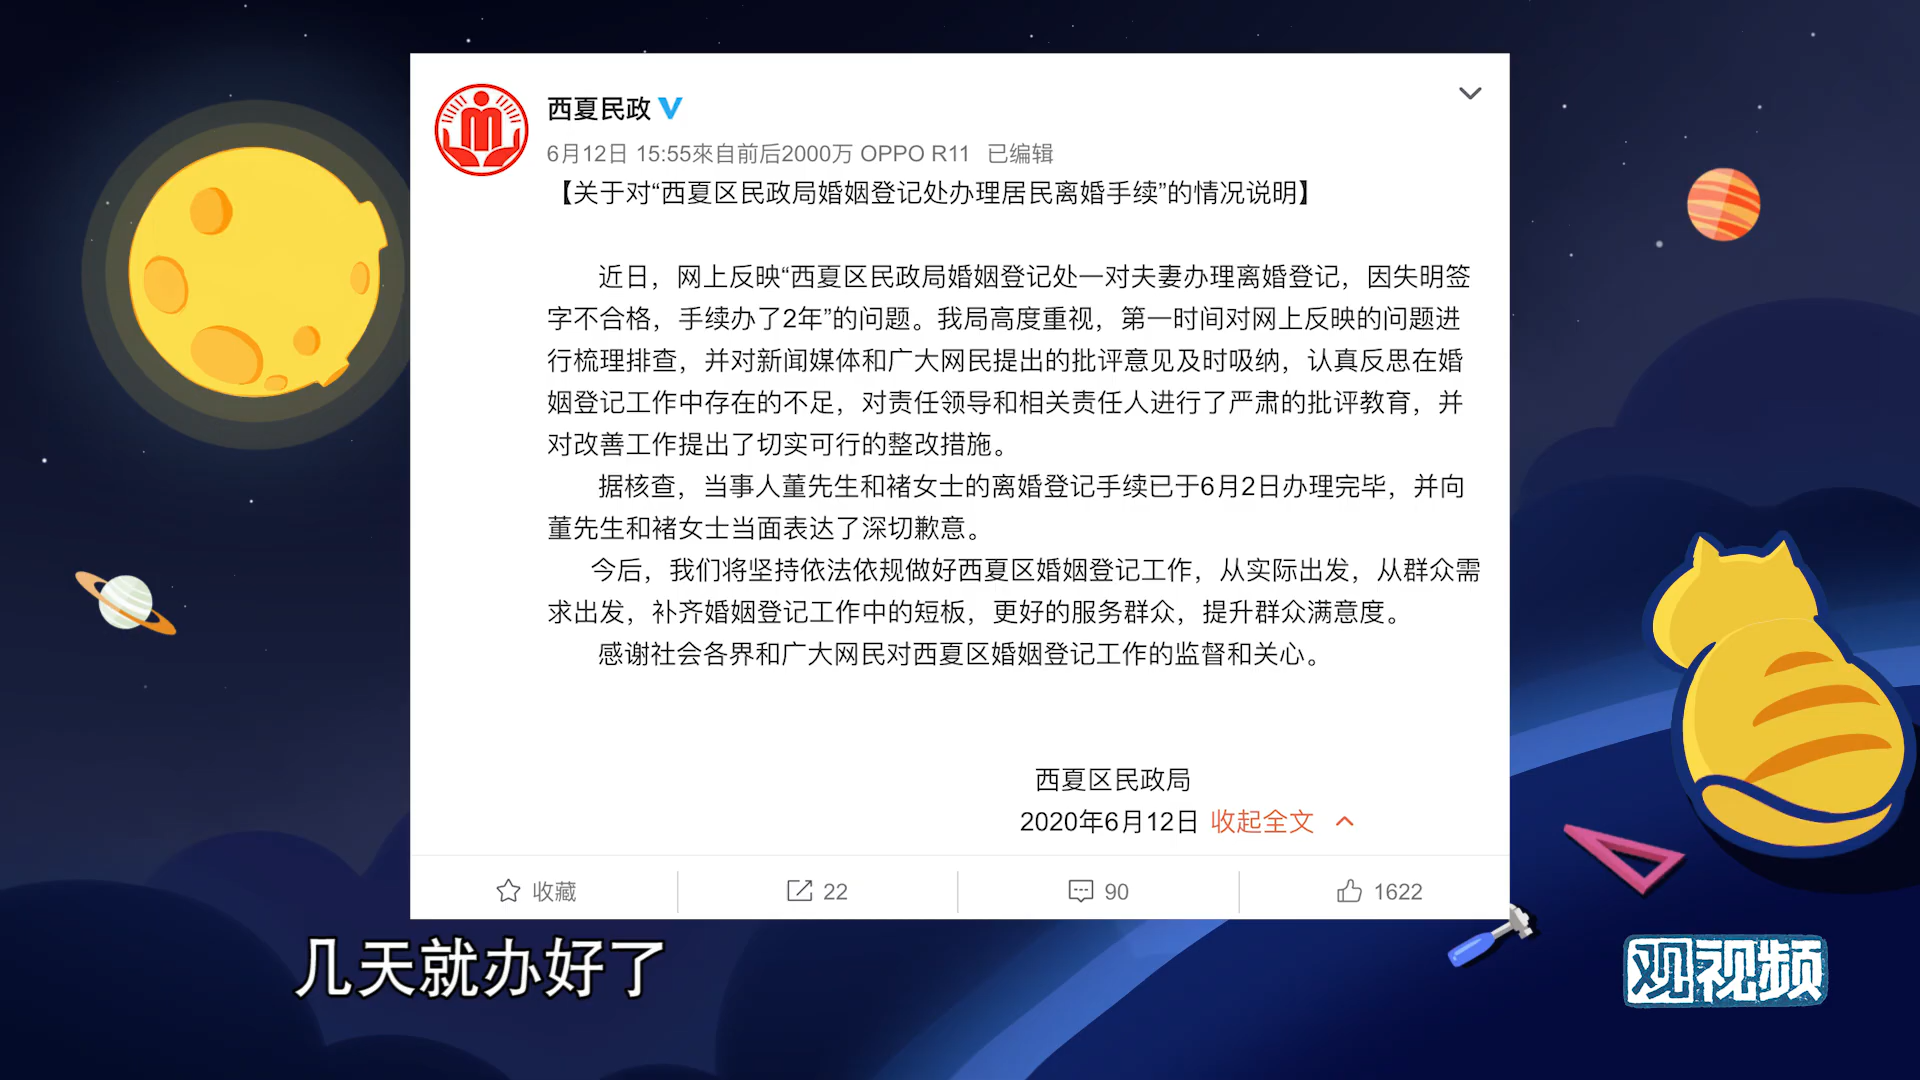 西夏民政
6月12日 15:55來自前后2000万 OPPO R11 已编辑
【关于对“西夏区民政局婚姻登记处办理居民离婚手续”的情况说明】
近日，网上反映“西夏区民政局婚姻登记处一对夫妻办理离婚登记，因失明签
字不合格，手续办了2年”的问题。我局高度重视，第一时间对网上反映的问题进
行梳理排查，并对新闻媒体和广大网民提出的批评意见及时吸纳，认真反思在婚
姻登记工作中存在的不足，对责任领导和相关责任人进行了严肃的批评教育，并
对改善工作提出了切实可行的整改措施。
据核查，当事人董先生和褚女士的离婚登记手续已于6月2日办理完毕，并向
董先生和褚女士当面表达了深切歉意。
今后，我们将坚持依法依规做好西夏区婚姻登记工作，从实际出发，从群众需
求出发，补齐婚姻登记工作中的短板，更好的服务群众，提升群众满意度。
感谢社会各界和广大网民对西夏区婚姻登记工作的监督和关心。
西夏区民政局
2020年6月12日 收起全文
收藏 22 90 1622
几天就办好了
观视频